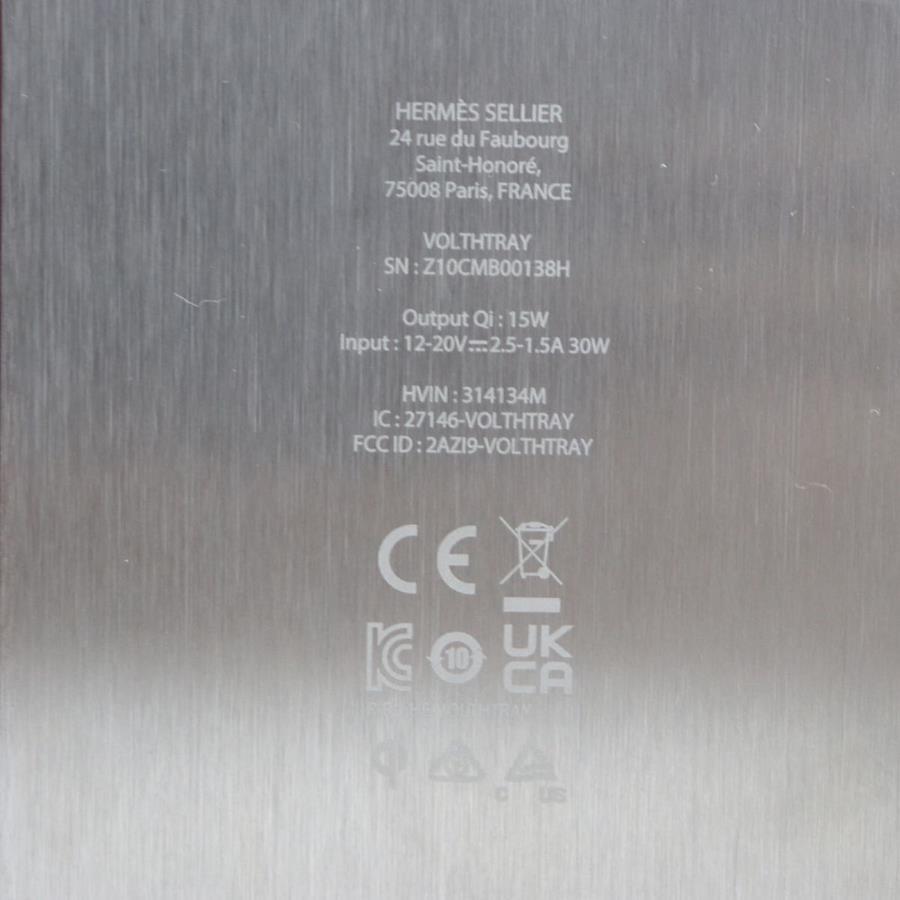 HERMÈS SELLIER
24 rue du Faubourg
Saint-Honoré,
75008 Paris, FRANCE
VOLTHTRAY
SN : Z10CMB00138H
Output Qi : 15W
Input : 12-20V⎓2.5-1.5A 30W
HVIN : 314134M
IC : 27146-VOLTHTRAY
FCC ID : 2AZI9-VOLTHTRAY
CE
KC 10 UK
CA
C US